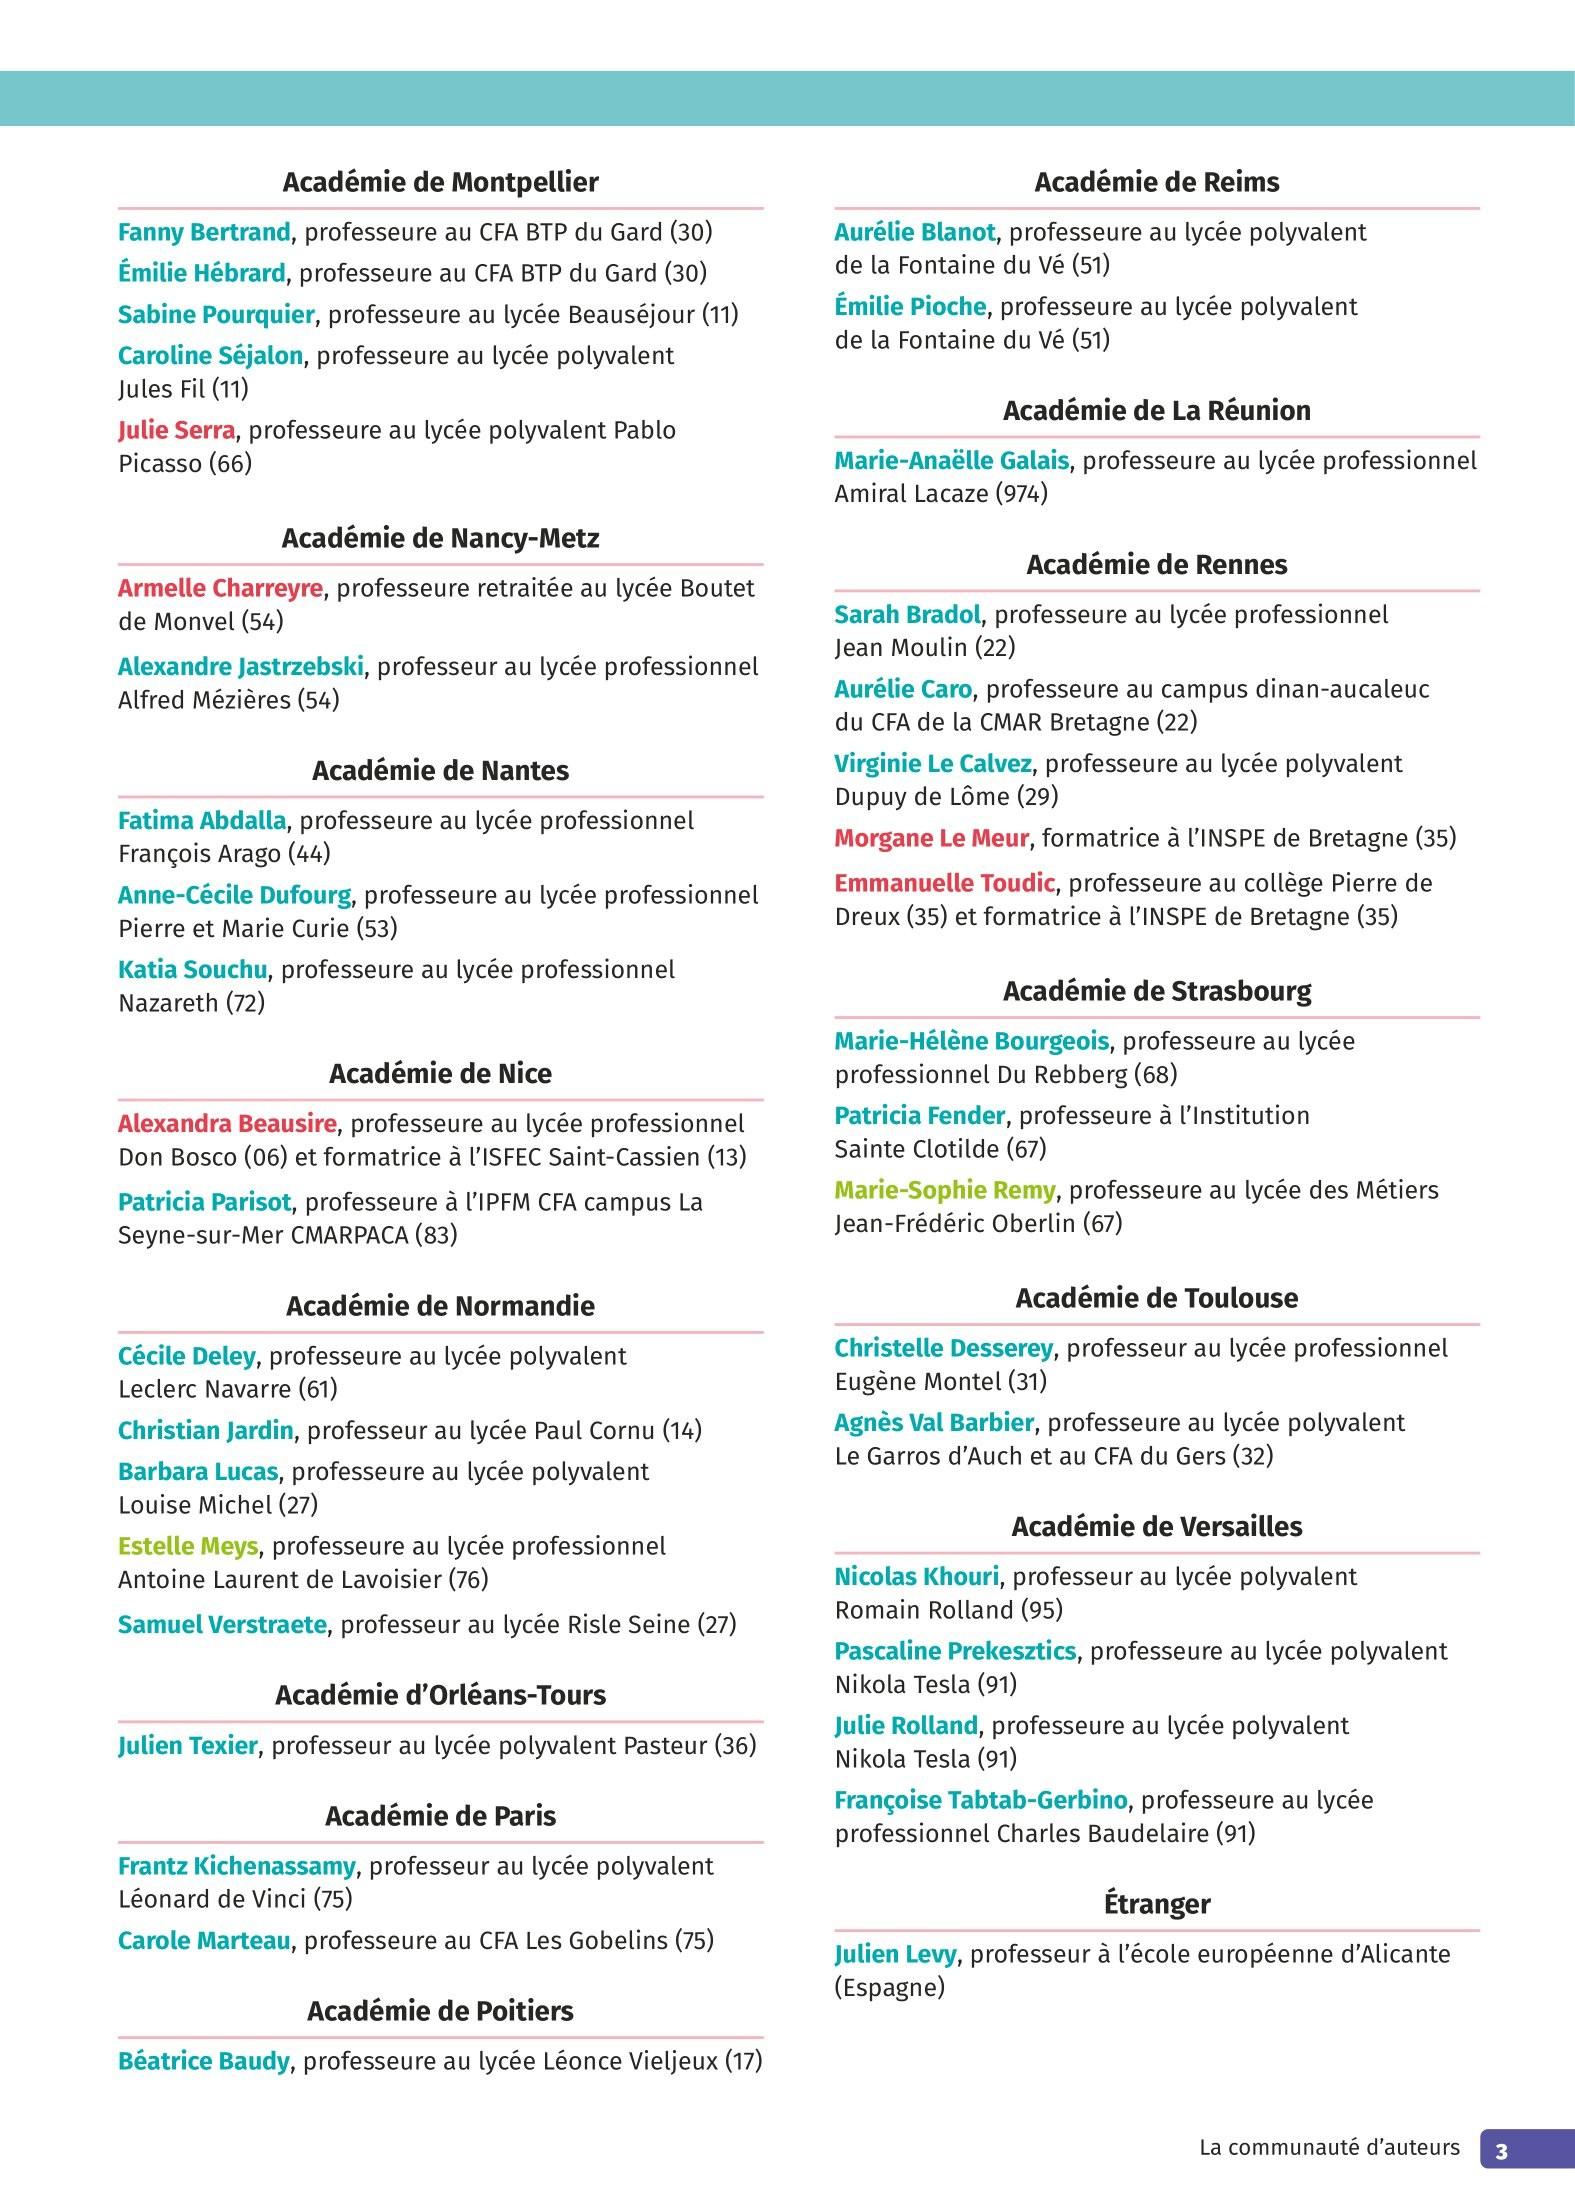 Académie de Montpellier
Fanny Bertrand, professeure au CFA BTP du Gard (30)
Émilie Hébrard, professeure au CFA BTP du Gard (30)
Sabine Pourquier, professeure au lycée Beauséjour (11)
Caroline Séjalon, professeure au lycée polyvalent
Jules Fil (11)
Julie Serra, professeure au lycée polyvalent Pablo
Picasso (66)
Académie de Nancy-Metz
Armelle Charreyre, professeure retraitée au lycée Boutet
de Monvel (54)
Alexandre Jastrzebski, professeur au lycée professionnel
Alfred Mézières (54)
Académie de Nantes
Fatima Abdalla, professeure au lycée professionnel
François Arago (44)
Anne-Cécile Dufourg, professeure au lycée professionnel
Pierre et Marie Curie (53)
Katia Souchu, professeure au lycée professionnel
Nazareth (72)
Académie de Nice
Alexandra Beausire, professeure au lycée professionnel
Don Bosco (06) et formatrice à l’ISFEC Saint-Cassien (13)
Patricia Parisot, professeure à l’IPFM CFA campus La
Seyne-sur-Mer CMARPACA (83)
Académie de Normandie
Cécile Deley, professeure au lycée polyvalent
Leclerc Navarre (61)
Christian Jardin, professeur au lycée Paul Cornu (14)
Barbara Lucas, professeure au lycée polyvalent
Louise Michel (27)
Estelle Meys, professeure au lycée professionnel
Antoine Laurent de Lavoisier (76)
Samuel Verstraete, professeur au lycée Risle Seine (27)
Académie d’Orléans-Tours
Julien Texier, professeur au lycée polyvalent Pasteur (36)
Académie de Paris
Frantz Kichenassamy, professeur au lycée polyvalent
Léonard de Vinci (75)
Carole Marteau, professeure au CFA Les Gobelins (75)
Académie de Poitiers
Béatrice Baudy, professeure au lycée Léonce Vieljeux (17)
Académie de Reims
Aurélie Blanot, professeure au lycée polyvalent
de la Fontaine du Vé (51)
Émilie Pioche, professeure au lycée polyvalent
de la Fontaine du Vé (51)
Académie de La Réunion
Marie-Anaëlle Galais, professeure au lycée professionnel
Amiral Lacaze (974)
Académie de Rennes
Sarah Bradol, professeure au lycée professionnel
Jean Moulin (22)
Aurélie Caro, professeure au campus dinan-aucaleuc
du CFA de la CMAR Bretagne (22)
Virginie Le Calvez, professeure au lycée polyvalent
Dupuy de Lôme (29)
Morgane Le Meur, formatrice à l’INSPE de Bretagne (35)
Emmanuelle Toudic, professeure au collège Pierre de
Dreux (35) et formatrice à l’INSPE de Bretagne (35)
Académie de Strasbourg
Marie-Hélène Bourgeois, professeure au lycée
professionnel Du Rebberg (68)
Patricia Fender, professeure à l’Institution
Sainte Clotilde (67)
Marie-Sophie Remy, professeure au lycée des Métiers
Jean-Frédéric Oberlin (67)
Académie de Toulouse
Christelle Desserey, professeur au lycée professionnel
Eugène Montel (31)
Agnès Val Barbier, professeure au lycée polyvalent
Le Garros d’Auch et au CFA du Gers (32)
Académie de Versailles
Nicolas Khouri, professeur au lycée polyvalent
Romain Rolland (95)
Pascaline Prekesztics, professeure au lycée polyvalent
Nikola Tesla (91)
Julie Rolland, professeure au lycée polyvalent
Nikola Tesla (91)
Françoise Tabtab-Gerbino, professeure au lycée
professionnel Charles Baudelaire (91)
Étranger
Julien Levy, professeur à l’école européenne d’Alicante
(Espagne)
La communauté d’auteurs 3